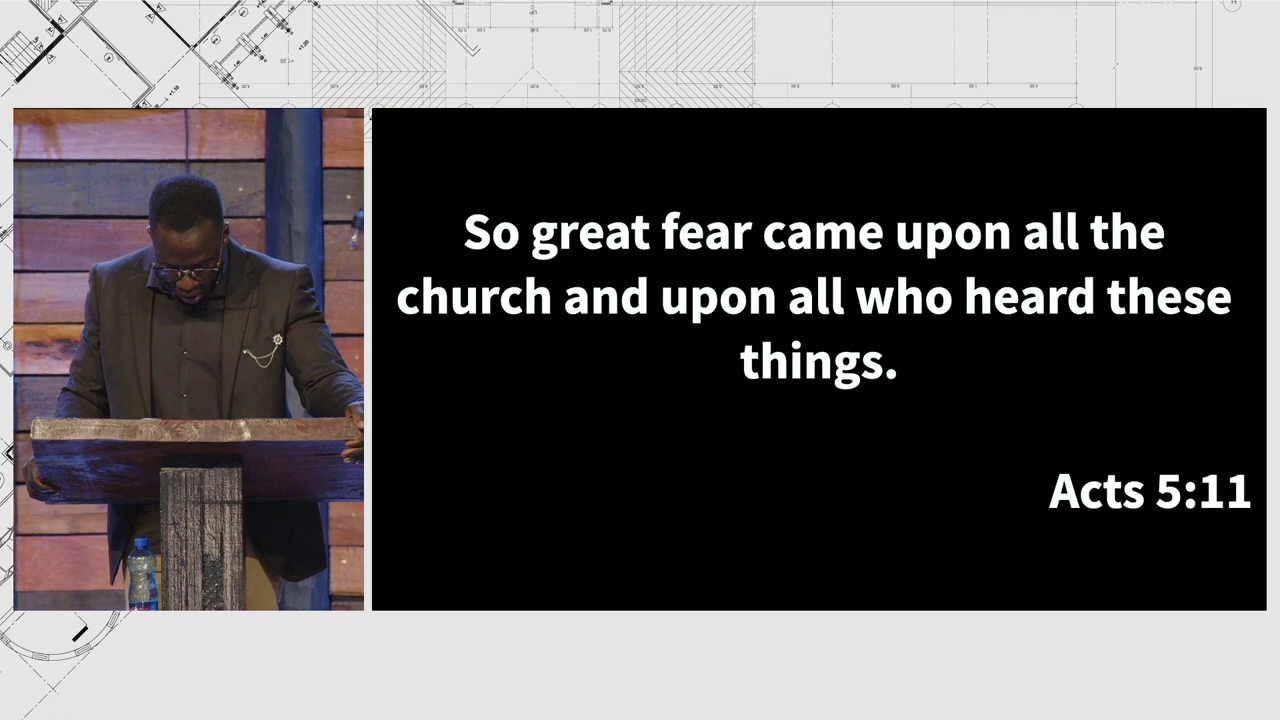 So great fear came upon all the
church and upon all who heard these
things.
Acts 5:11